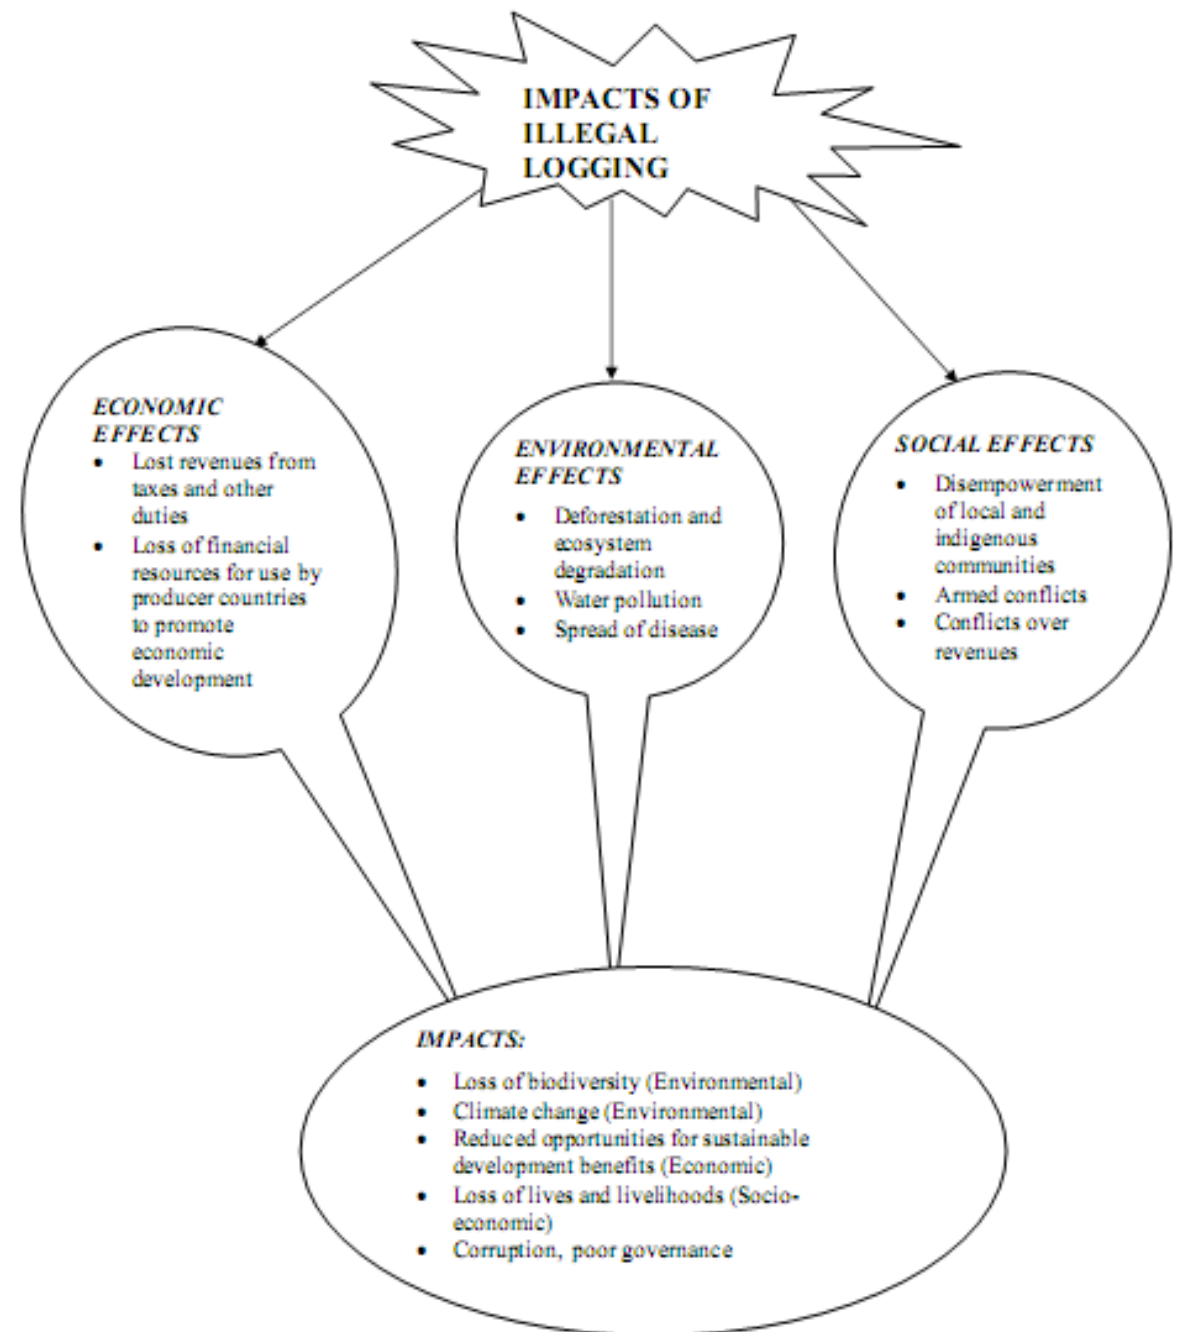 IMPACTS OF
ILLEGAL
LOGGING
ECONOMIC
EFFECTS
• Lost revenues from
taxes and other
duties
• Loss of financial
resources for use by
producer countries
to promote
economic
development
ENVIRONMENTAL
EFFECTS
• Deforestation and
ecosystem
degradation
• Water pollution
• Spread of disease
SOCIAL EFFECTS
• Disempowerment
of local and
indigenous
communities
• Armed conflicts
• Conflicts over
revenues
IMPACTS:
• Loss of biodiversity (Environmental)
• Climate change (Environmental)
• Reduced opportunities for sustainable
development benefits (Economic)
• Loss of lives and livelihoods (Socio-
economic)
• Corruption, poor governance